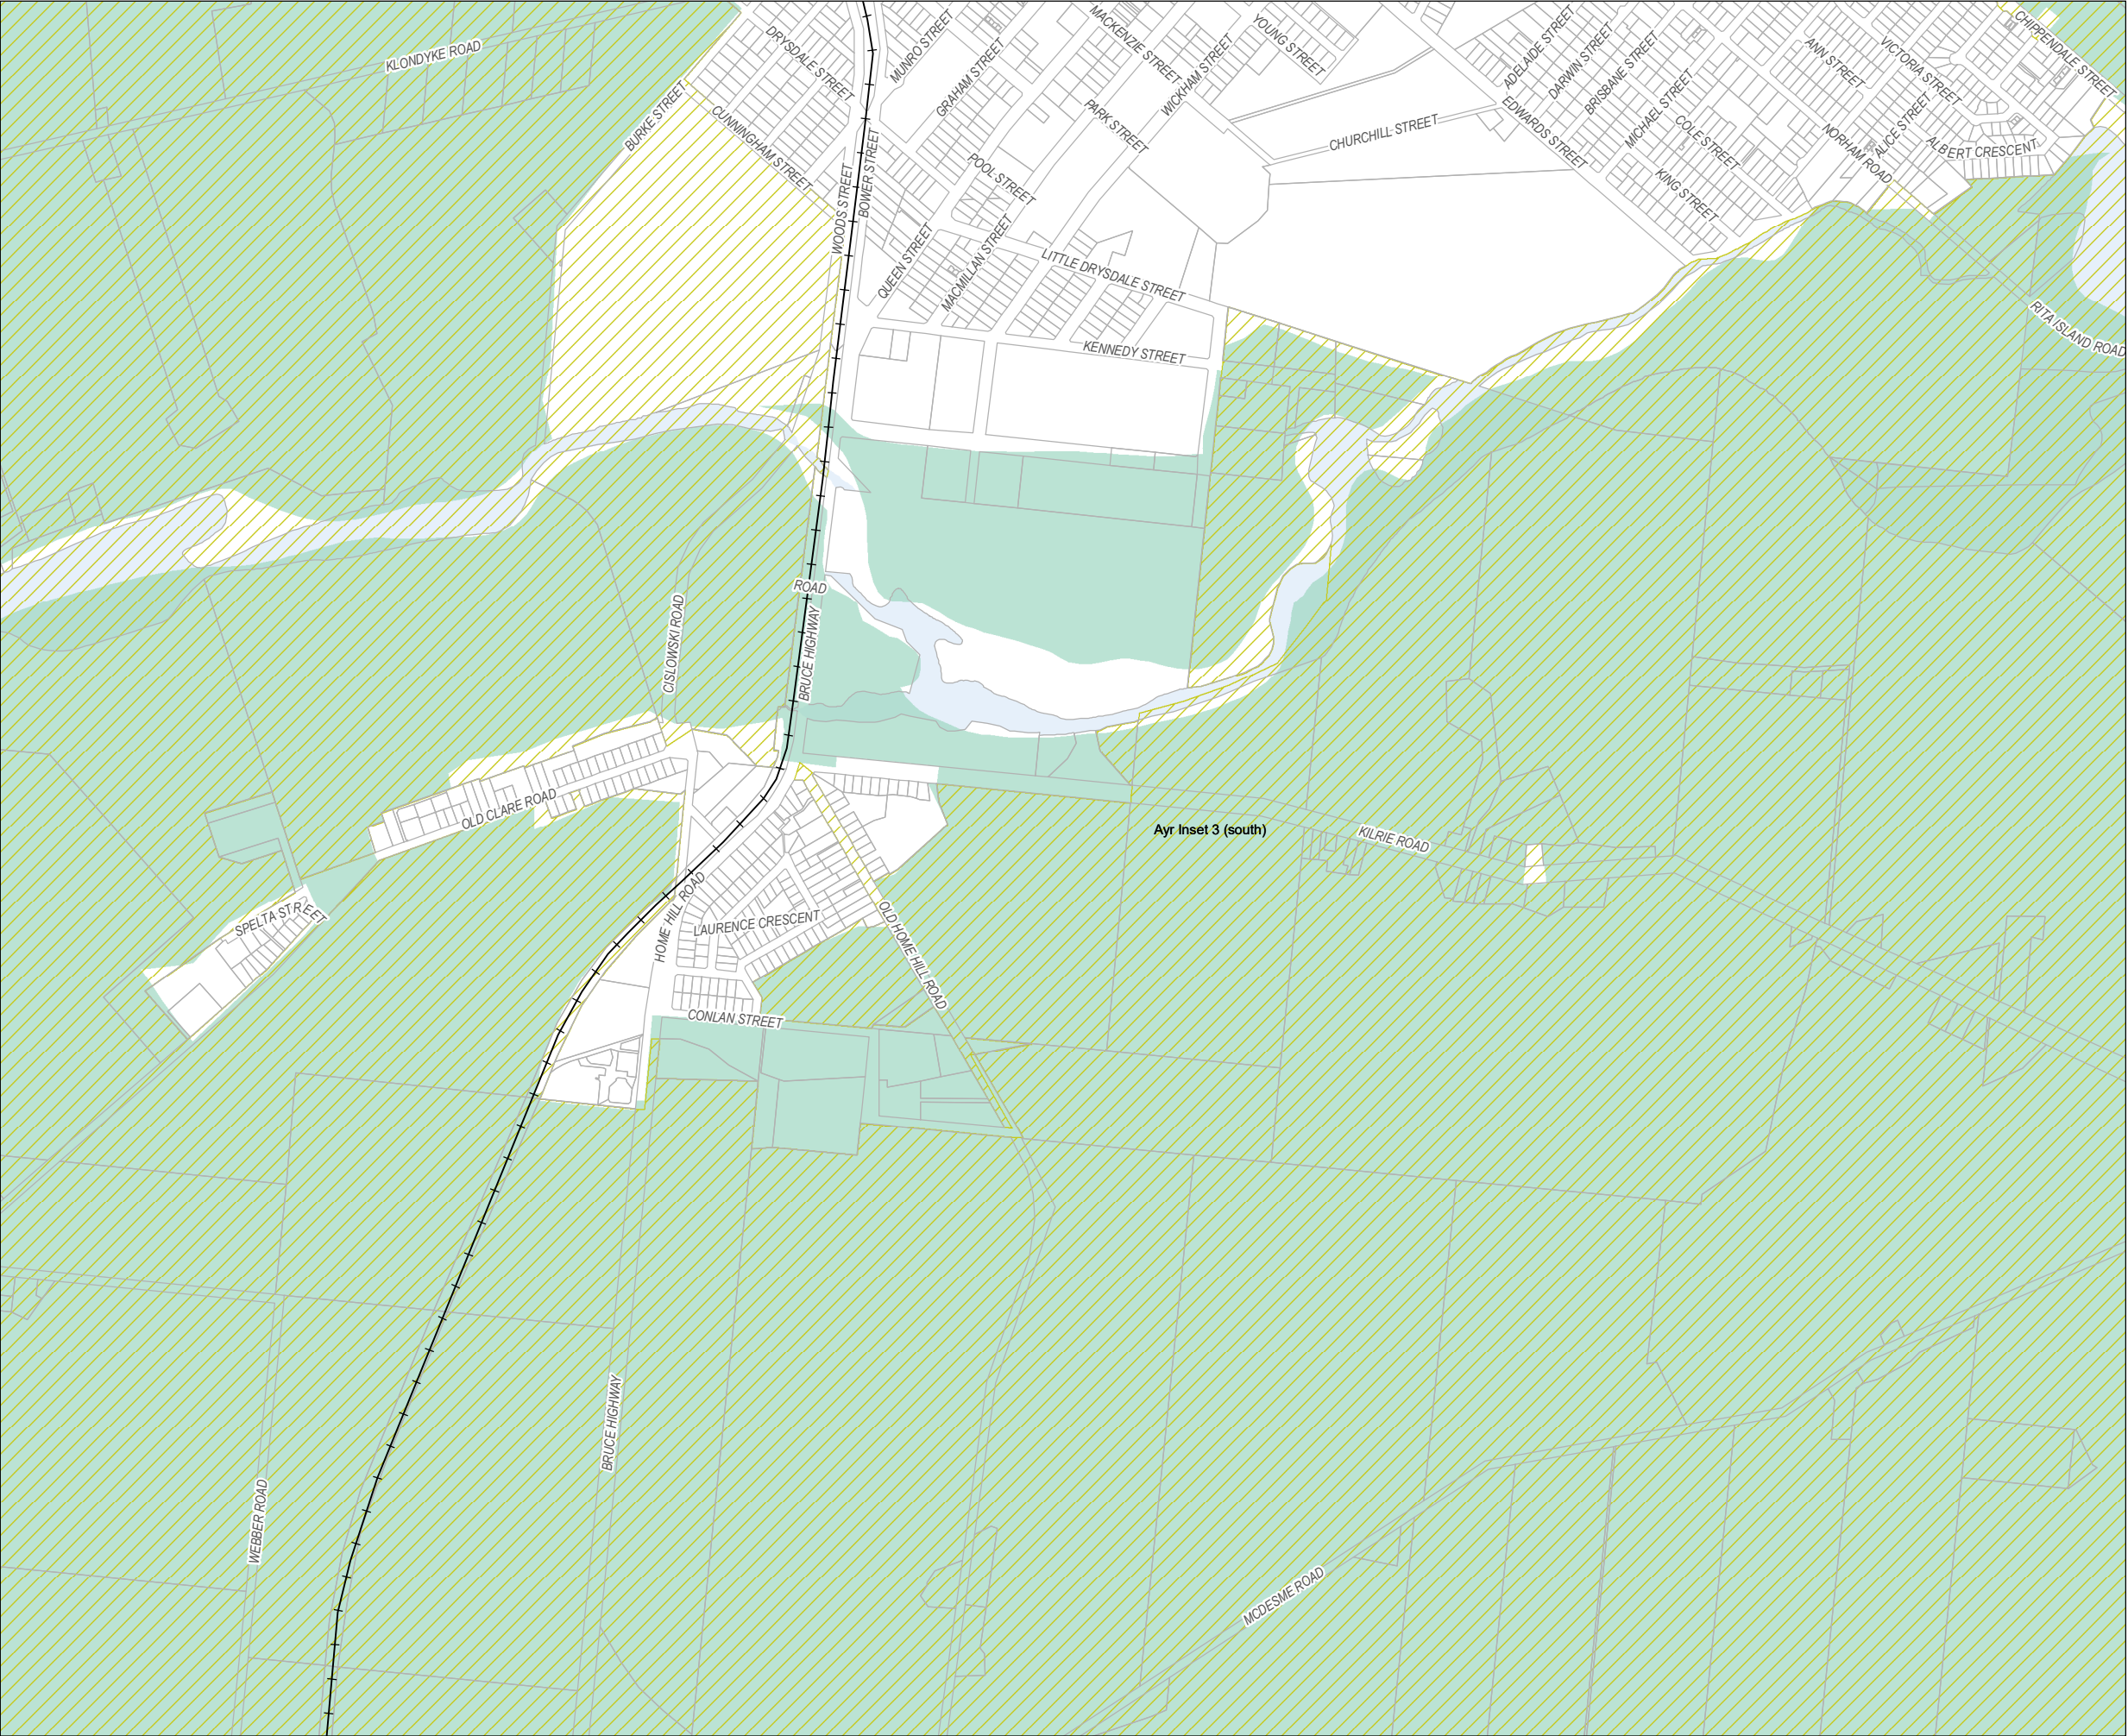 KLONDYKE ROAD
DRYSDALE STREET
MUNRO STREET
GRAHAM STREET
MACKENZIE STREET
WICKHAM STREET
YOUNG STREET
ADELAIDE STREET
DARWIN STREET
BRISBANE STREET
MICHAEL STREET
ANN STREET
VICTORIA STREET
CHIPPENDALE STREET
BURKE STREET
CUNNINGHAM STREET
PARK STREET
CHURCHILL STREET
EDWARDS STREET
COLE STREET
NORHAM ROAD
ALICE STREET
ALBERT CRESCENT
WOODS STREET
BOWER STREET
POOL STREET
KING STREET
QUEEN STREET
MACMILLAN STREET
LITTLE DRYSDALE STREET
KENNEDY STREET
RITA ISLAND ROAD
ROAD
CISLOWSKI ROAD
BRUCE HIGHWAY
OLD CLARE ROAD
Ayr Inset 3 (south)
KILRIE ROAD
SPELTA STREET
HOME HILL ROAD
LAURENCE CRESCENT
OLD HOME HILL ROAD
CONLAN STREET
BRUCE HIGHWAY
WEBBER ROAD
MCDESME ROAD